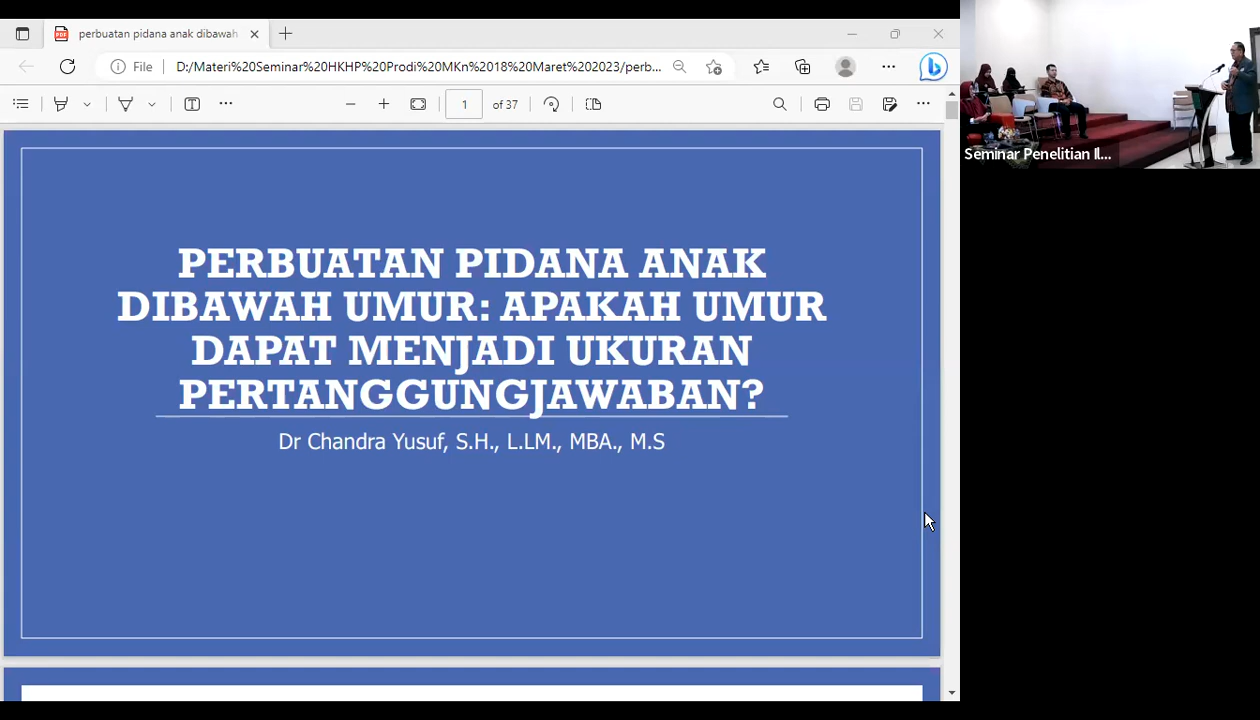 perbuatan pidana anak dibawah
File
D:/Materi%20Seminar%20HKHP%20Prodi%20MKn%2018%20Maret%202023/perb...
1 of 37
PERBUATAN PIDANA ANAK
DIBAWAH UMUR: APAKAH UMUR
DAPAT MENJADI UKURAN
PERTANGGUNGJAWABAN?
Dr Chandra Yusuf, S.H., L.LM., MBA., M.S
Seminar Penelitian Il...